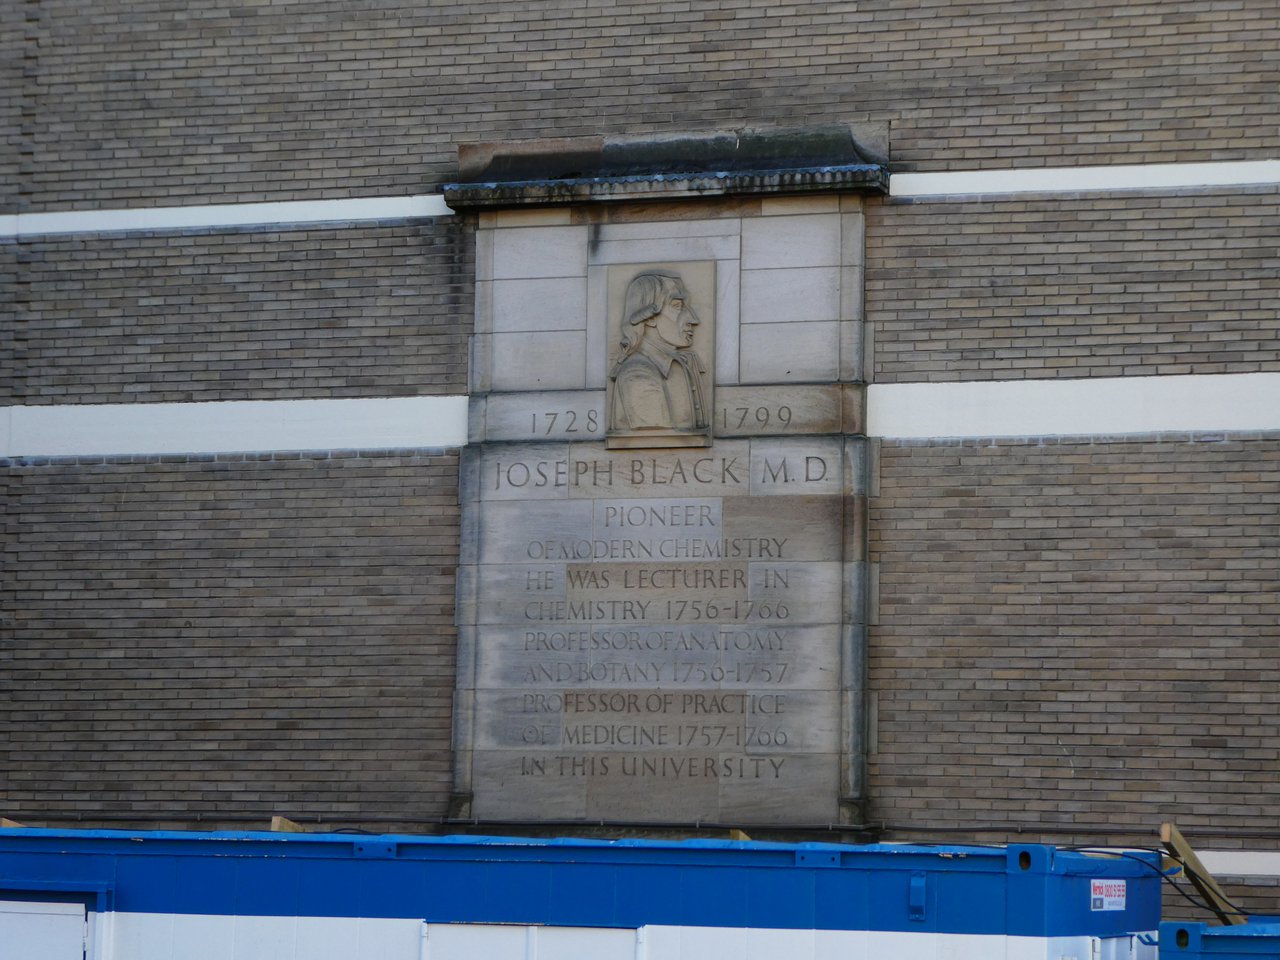 1728 1799
JOSEPH BLACK M.D.
PIONEER
OF MODERN CHEMISTRY
HE WAS LECTURER IN
CHEMISTRY 1756-1766
PROFESSOR OF ANATOMY
AND BOTANY 1756-1757
PROFESSOR OF PRACTICE
OF MEDICINE 1757-1766
IN THIS UNIVERSITY